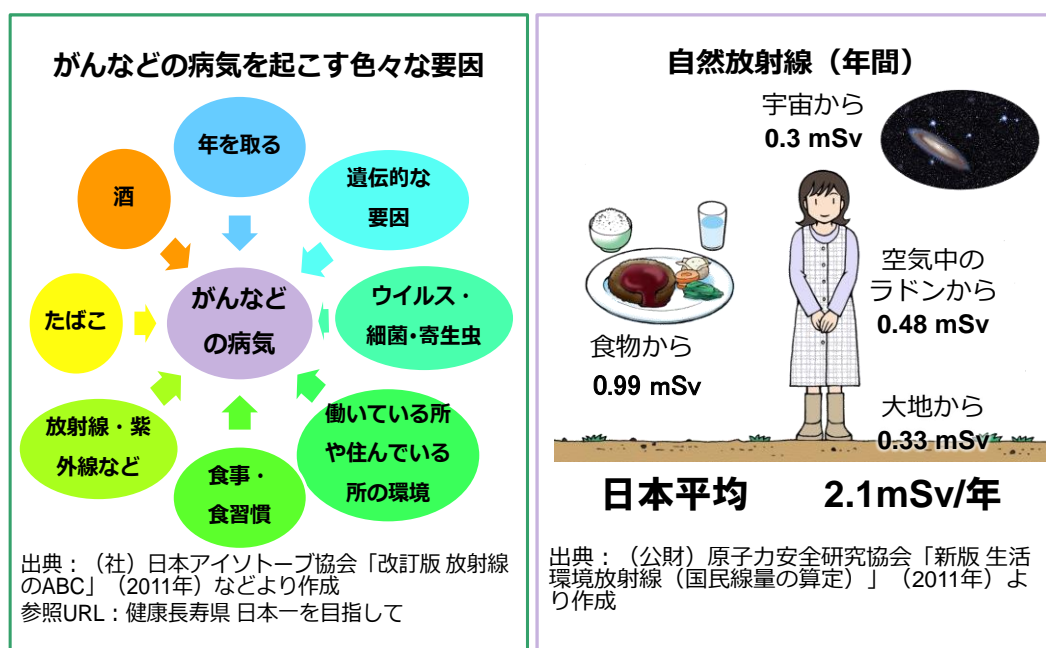 がんなどの病気を起こす色々な要因
年を取る
酒
遺伝的な
要因
たばこ
がんなど
の病気
ウイルス・
細菌・寄生虫
放射線・紫
外線など
食事・
食習慣
働いている所
や住んでいる
所の環境
出典：（社）日本アイソトープ協会「改訂版 放射線
のABC」（2011年）などより作成
参照URL：健康長寿県 日本一を目指して
自然放射線（年間）
宇宙から
0.3 mSv
空気中の
ラドンから
0.48 mSv
食物から
0.99 mSv
大地から
0.33 mSv
日本平均 2.1mSv/年
出典：（公財）原子力安全研究協会「新版 生活
環境放射線（国民線量の算定）」（2011年）よ
り作成